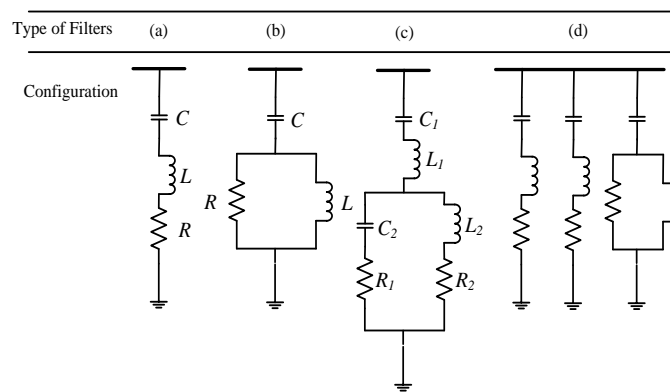 Type of Filters (a) (b) (c) (d)
Configuration
C
L
R
C
R
L
C1
L1
C2
L2
R1
R2